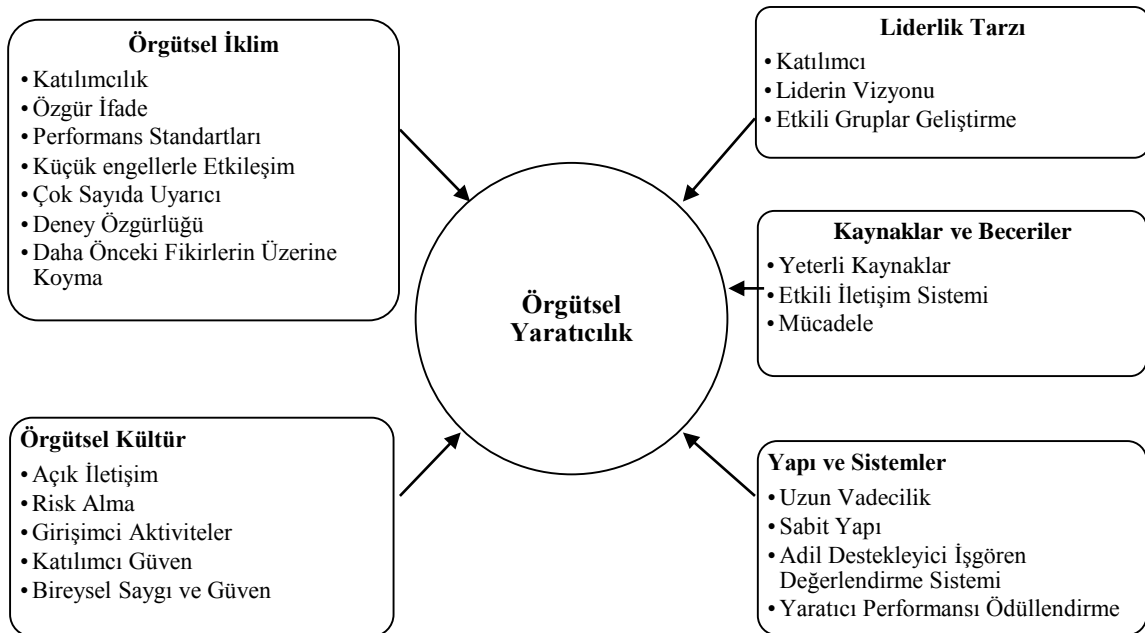 Örgütsel İklim
• Katılımcılık
• Özgür İfade
• Performans Standartları
• Küçük engellerle Etkileşim
• Çok Sayıda Uyarıcı
• Deney Özgürlüğü
• Daha Önceki Fikirlerin Üzerine
Koyma
Liderlik Tarzı
• Katılımcı
• Liderin Vizyonu
• Etkili Gruplar Geliştirme
Kaynaklar ve Beceriler
• Yeterli Kaynaklar
• Etkili İletişim Sistemi
• Mücadele
Örgütsel
Yaratıcılık
Örgütsel Kültür
• Açık İletişim
• Risk Alma
• Girişimci Aktiviteler
• Katılımcı Güven
• Bireysel Saygı ve Güven
Yapı ve Sistemler
• Uzun Vadecilik
• Sabit Yapı
• Adil Destekleyici İşgören
Değerlendirme Sistemi
• Yaratıcı Performansı Ödüllendirme